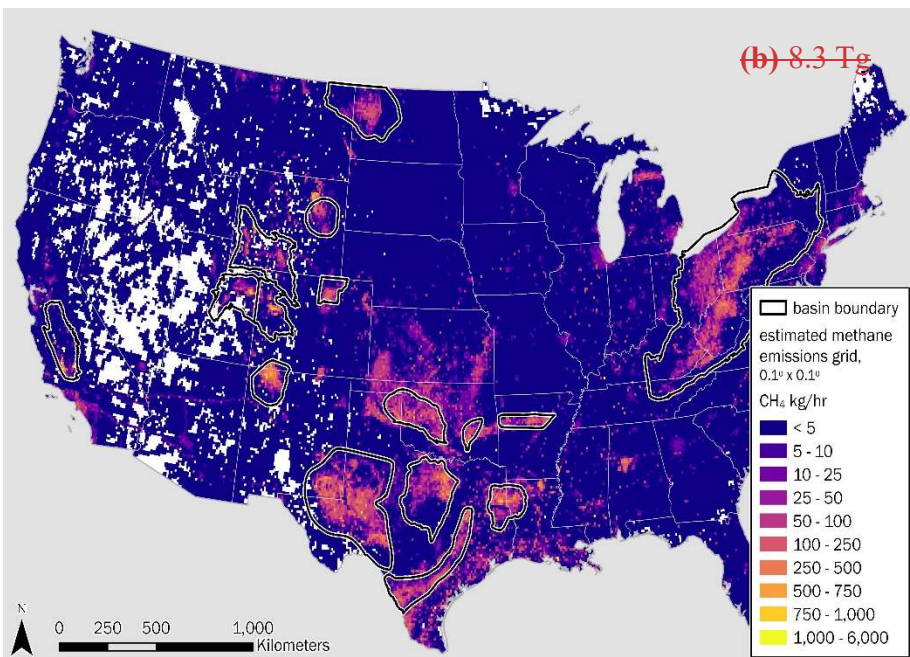 (b) 8.3 Tg
basin boundary
estimated methane
emissions grid,
0.1º x 0.1º
CH₄ kg/hr
< 5
5 - 10
10 - 25
25 - 50
50 - 100
100 - 250
250 - 500
500 - 750
750 - 1,000
1,000 - 6,000
N
0 250 500 1,000
Kilometers